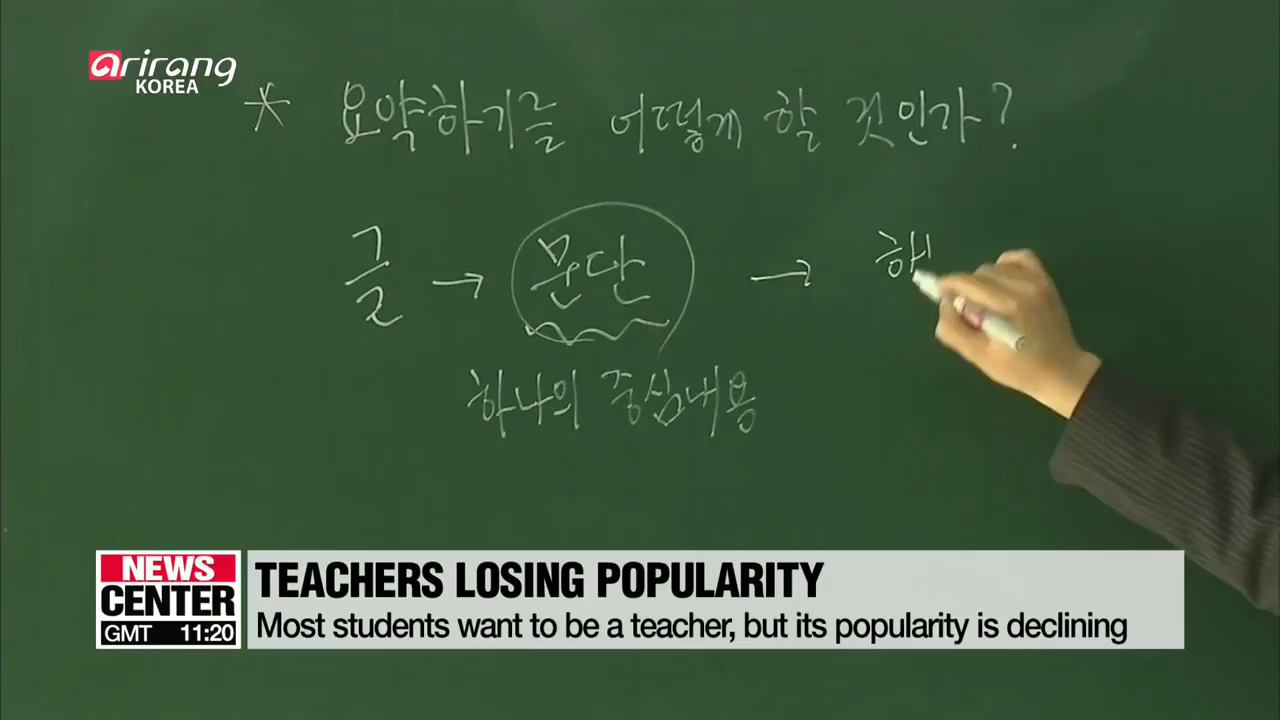 arirang
KOREA
* 요약하기를 어떻게 할 것인가?
글 → 문단 → 해
하나의 중심내용
NEWS
CENTER
GMT 11:20
TEACHERS LOSING POPULARITY
Most students want to be a teacher, but its popularity is declining